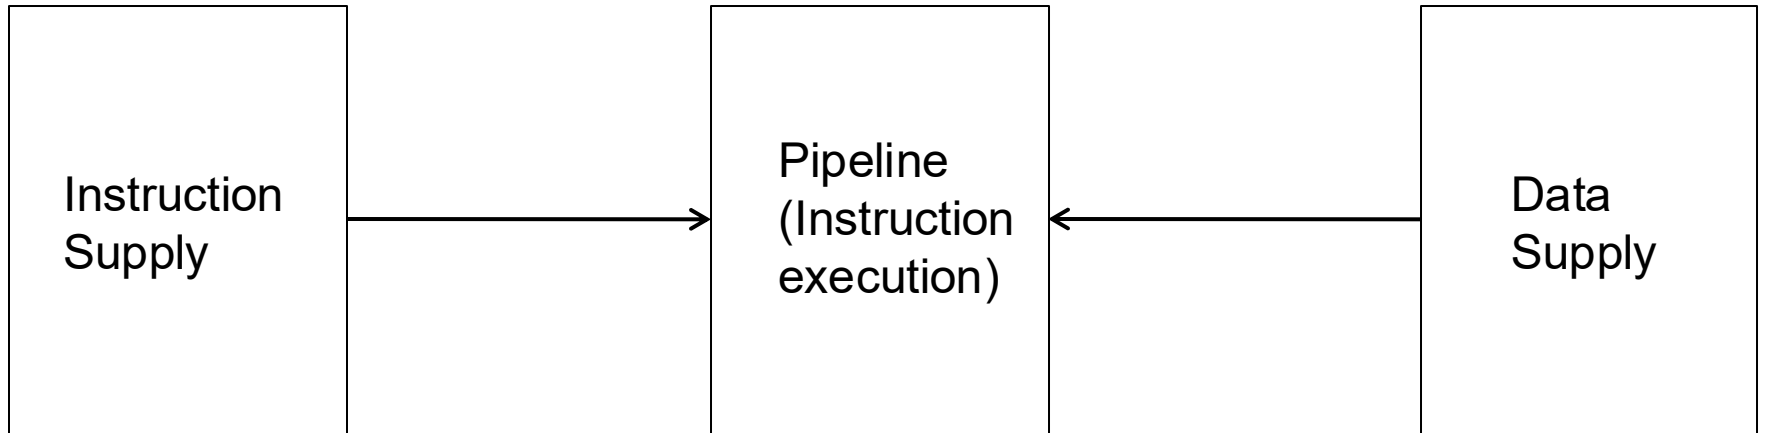 Instruction
Supply
Pipeline
(Instruction
execution)
Data
Supply